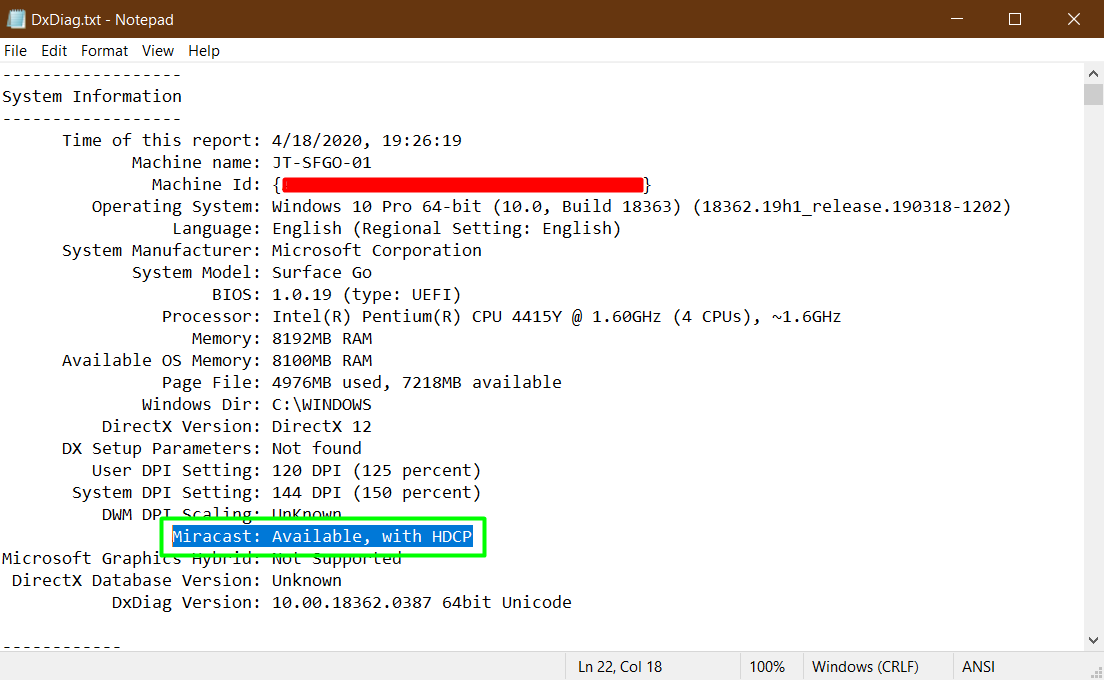 DxDiag.txt - Notepad
File Edit Format View Help
------------------
System Information
------------------
Time of this report: 4/18/2020, 19:26:19
Machine name: JT-SFGO-01
Machine Id: { }
Operating System: Windows 10 Pro 64-bit (10.0, Build 18363) (18362.19h1_release.190318-1202)
Language: English (Regional Setting: English)
System Manufacturer: Microsoft Corporation
System Model: Surface Go
BIOS: 1.0.19 (type: UEFI)
Processor: Intel(R) Pentium(R) CPU 4415Y @ 1.60GHz (4 CPUs), ~1.6GHz
Memory: 8192MB RAM
Available OS Memory: 8100MB RAM
Page File: 4976MB used, 7218MB available
Windows Dir: C:\WINDOWS
DirectX Version: DirectX 12
DX Setup Parameters: Not found
User DPI Setting: 120 DPI (125 percent)
System DPI Setting: 144 DPI (150 percent)
DWM DPI Scaling: UnKnown
Miracast: Available, with HDCP
Microsoft Graphics Hybrid: Not Supported
DirectX Database Version: Unknown
DxDiag Version: 10.00.18362.0387 64bit Unicode
------------
Ln 22, Col 18 100% Windows (CRLF) ANSI